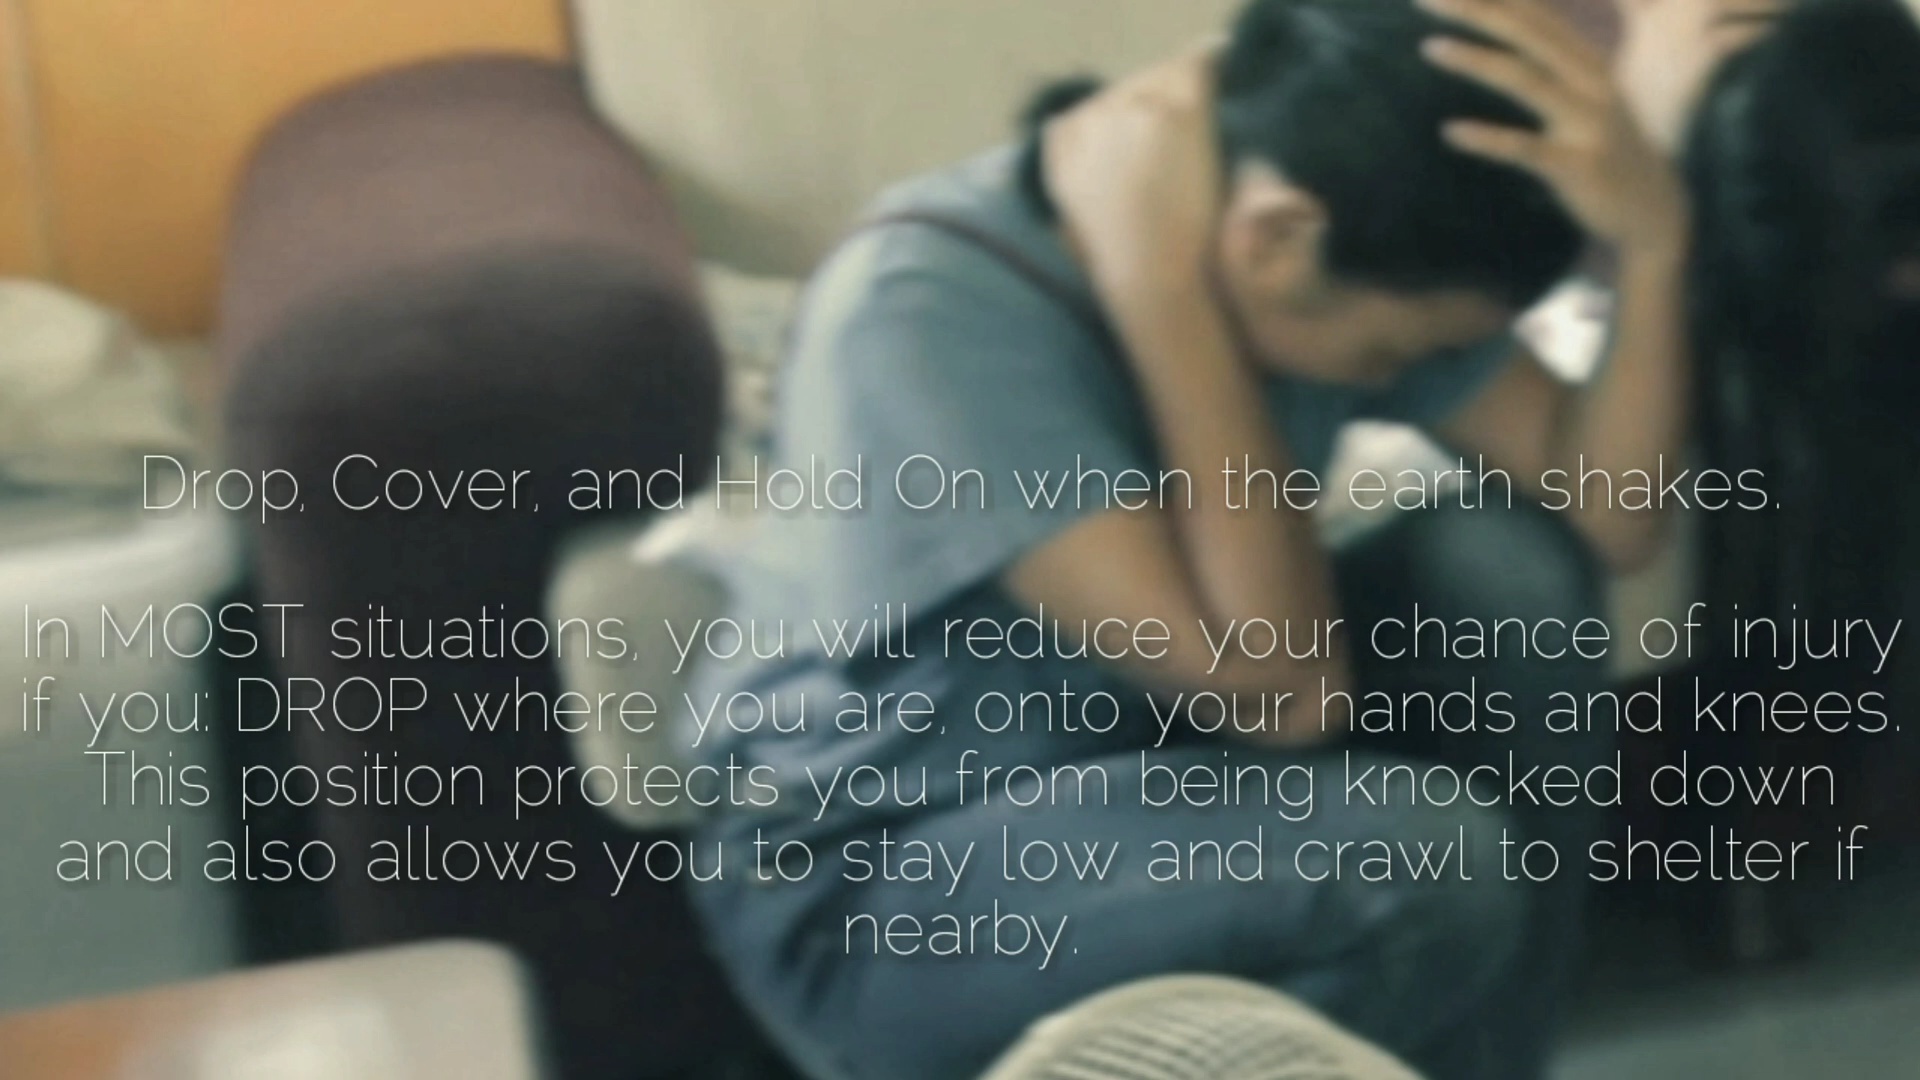 Drop, Cover, and Hold On when the earth shakes.
In MOST situations, you will reduce your chance of injury
if you: DROP where you are, onto your hands and knees.
This position protects you from being knocked down
and also allows you to stay low and crawl to shelter if
nearby.